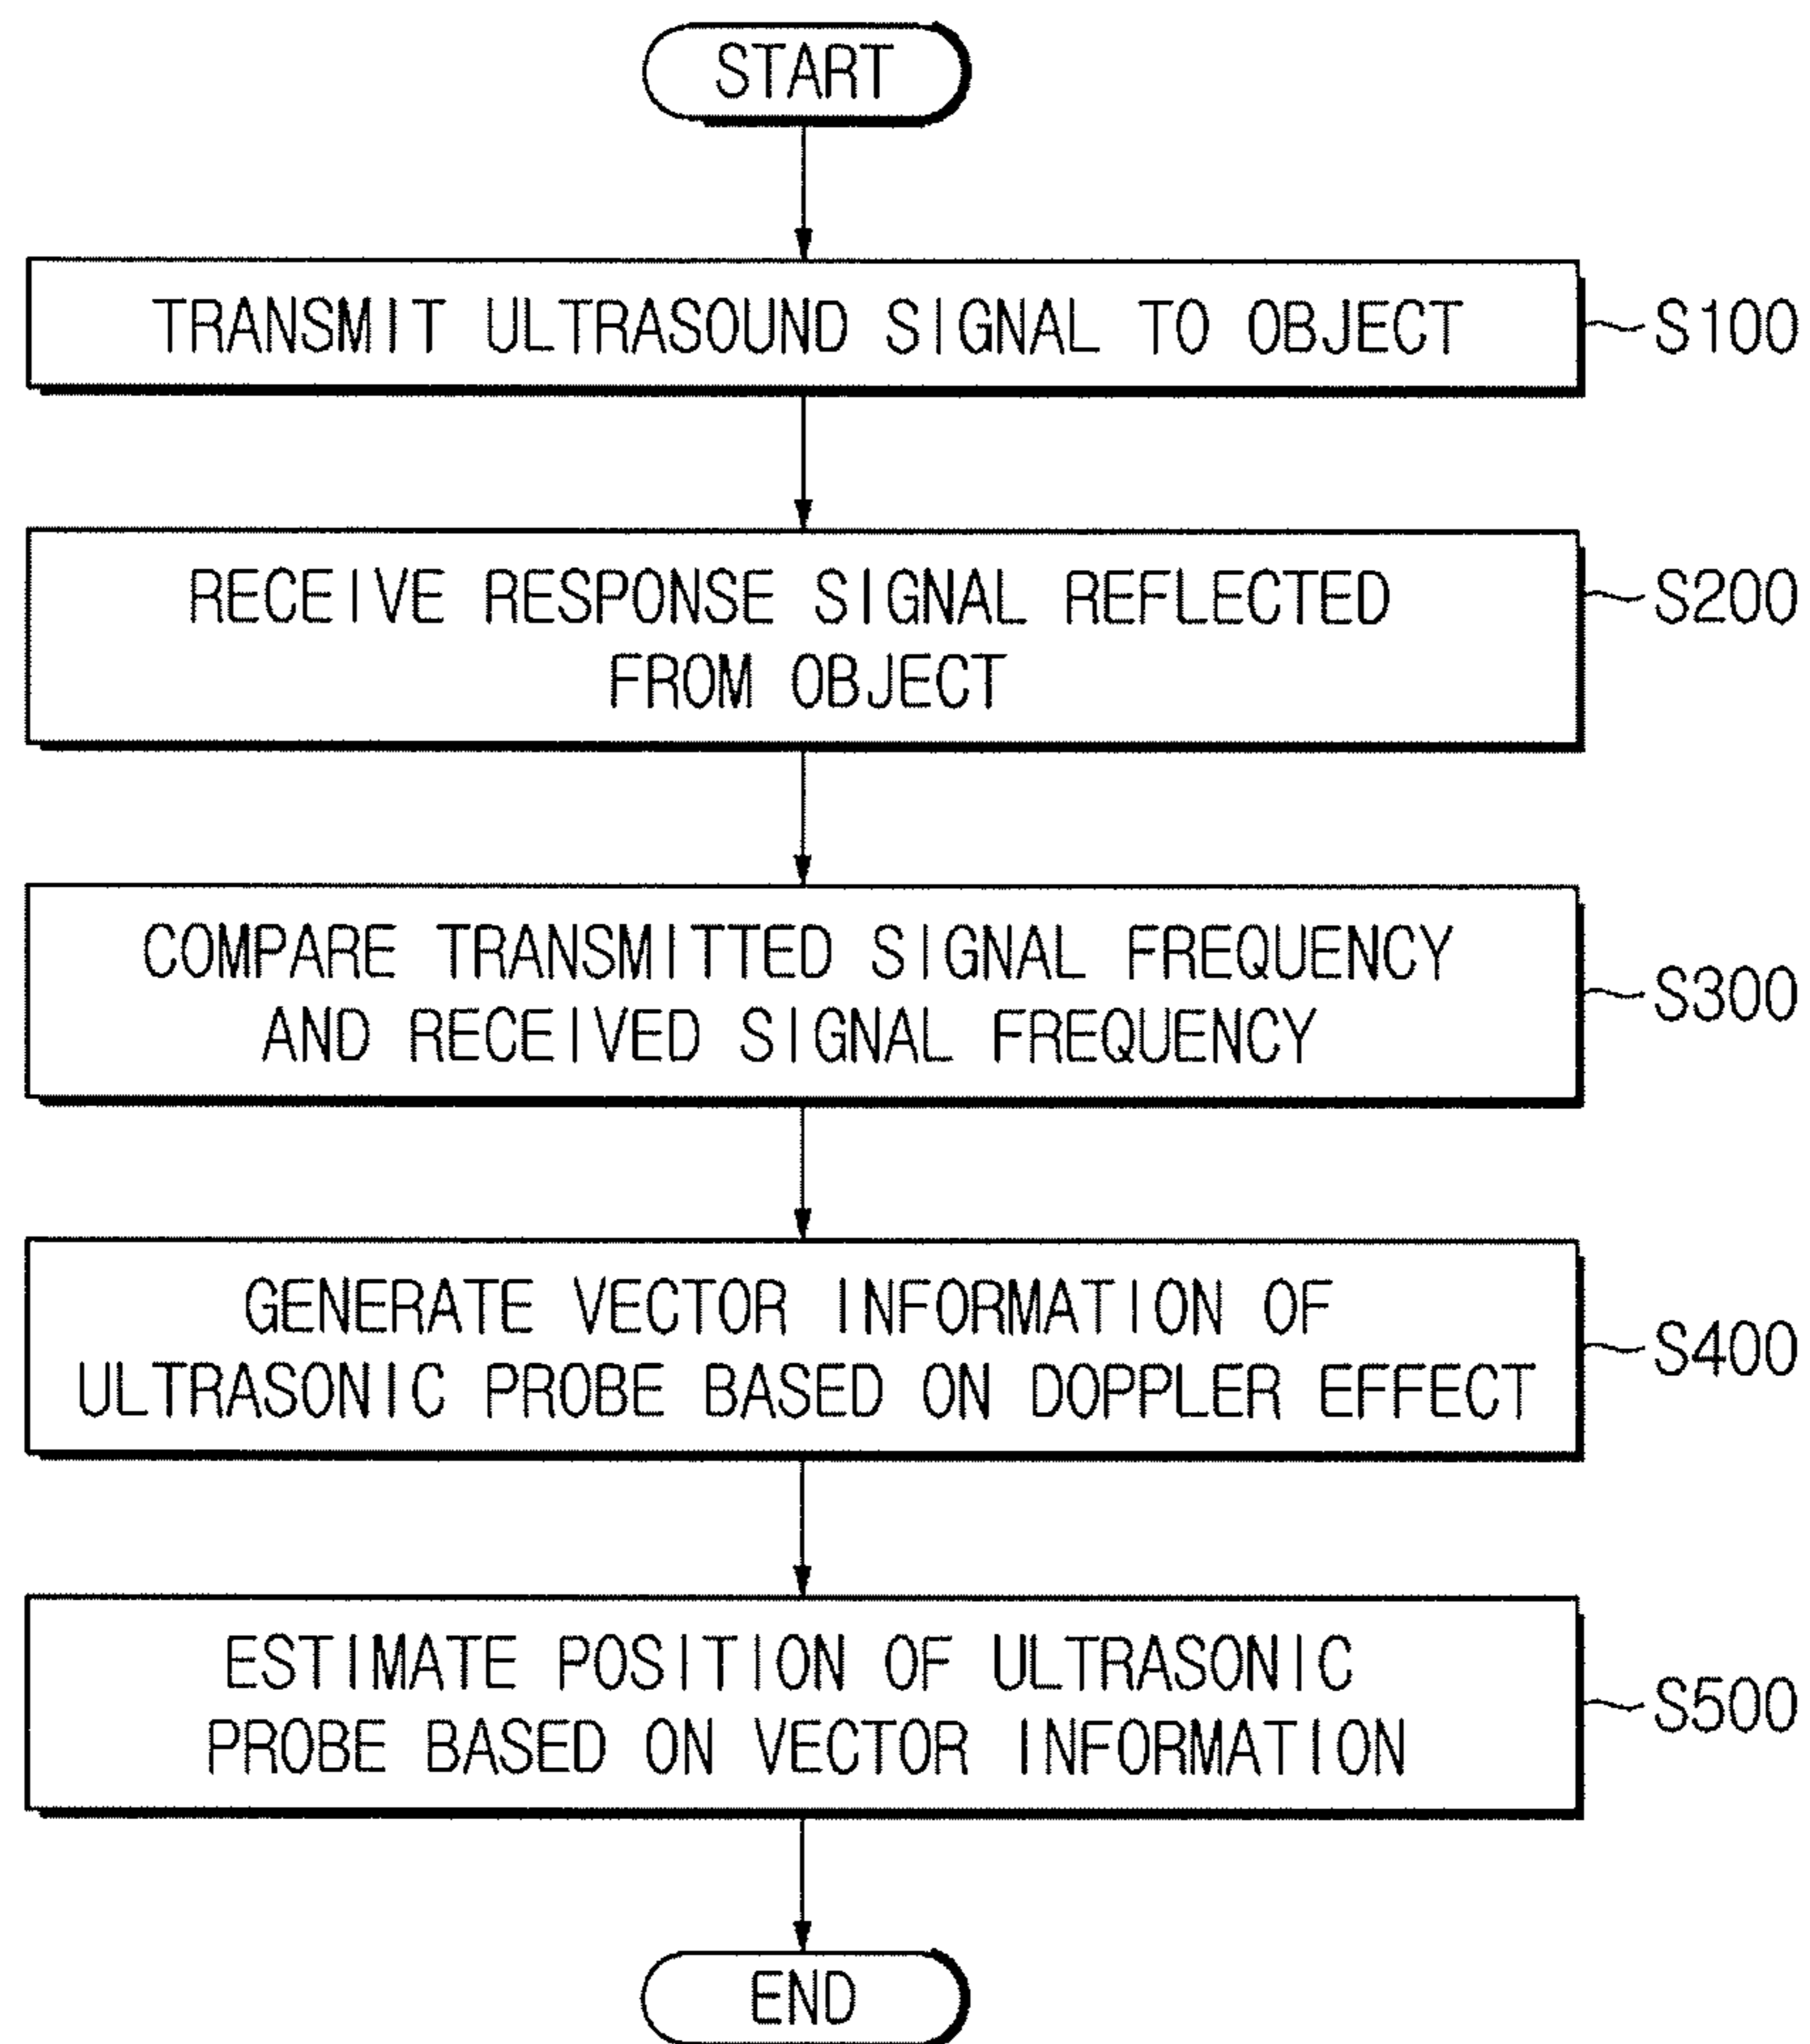 START
TRANSMIT ULTRASOUND SIGNAL TO OBJECT
S100
RECEIVE RESPONSE SIGNAL REFLECTED
FROM OBJECT
S200
COMPARE TRANSMITTED SIGNAL FREQUENCY
AND RECEIVED SIGNAL FREQUENCY
S300
GENERATE VECTOR INFORMATION OF
ULTRASONIC PROBE BASED ON DOPPLER EFFECT
S400
ESTIMATE POSITION OF ULTRASONIC
PROBE BASED ON VECTOR INFORMATION
S500
END